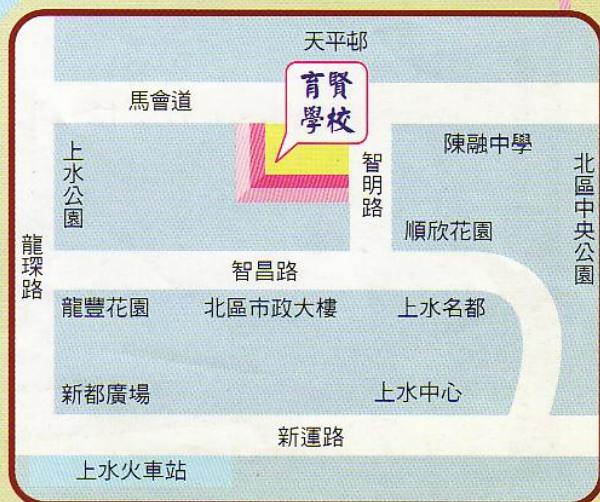 天平邨
育賢
學校
馬會道
陳融中學
上水公園
智明路
北區中央公園
順欣花園
龍琛路
智昌路
龍豐花園
北區市政大樓
上水名都
新都廣場
上水中心
新運路
上水火車站